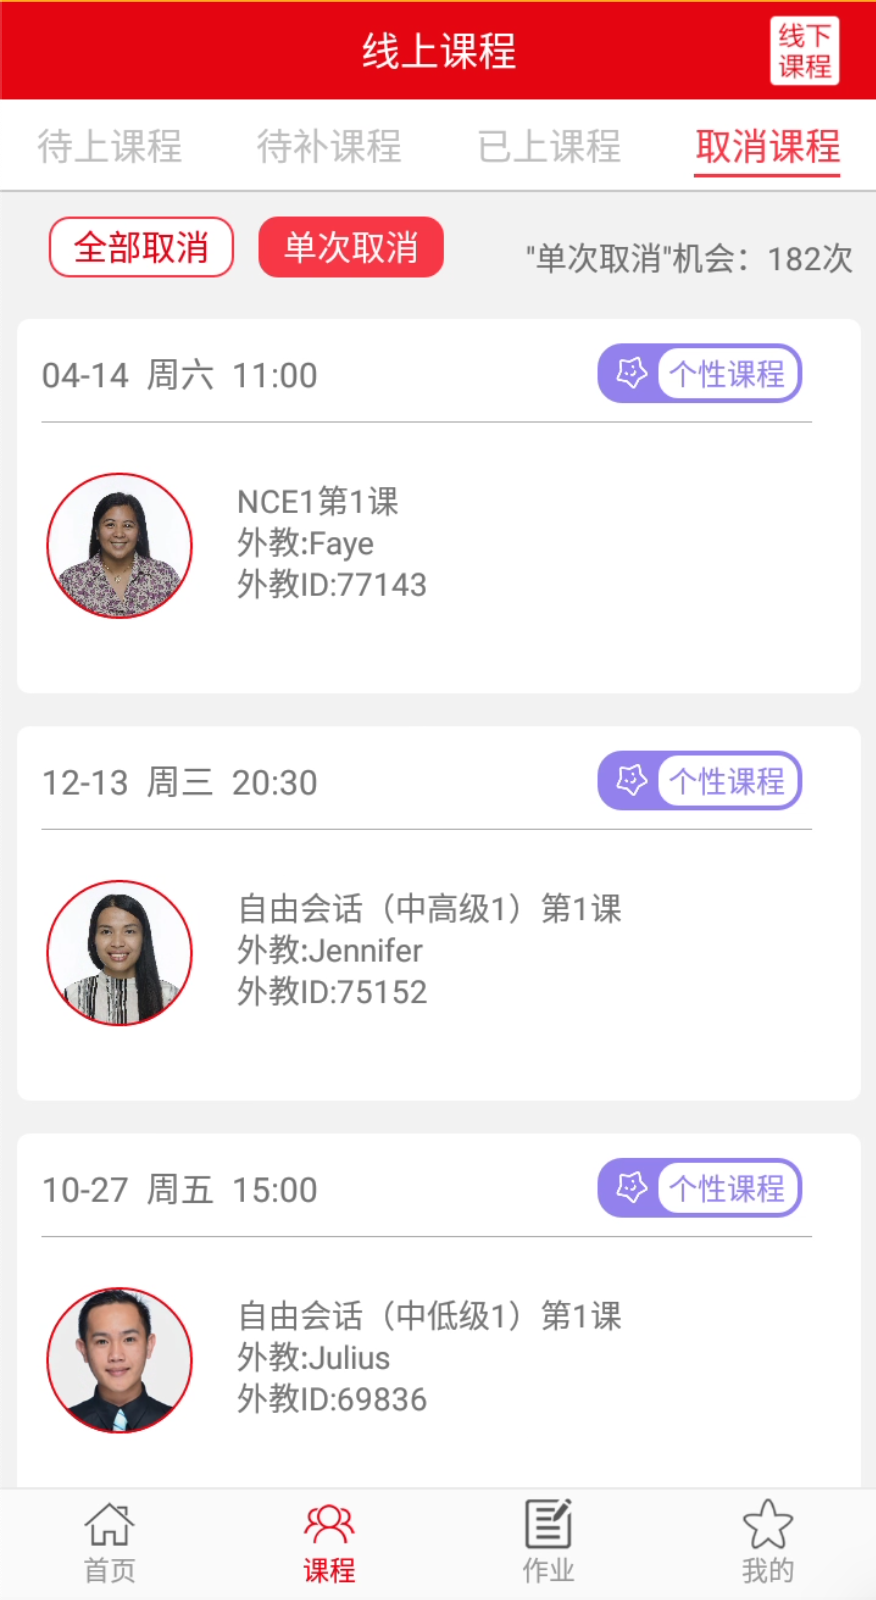 线上课程
线下
课程
待上课程 待补课程 已上课程 取消课程
全部取消 单次取消 "单次取消"机会：182次
04-14 周六 11:00 个性课程
NCE1第1课
外教:Faye
外教ID:77143
12-13 周三 20:30 个性课程
自由会话（中高级1）第1课
外教:Jennifer
外教ID:75152
10-27 周五 15:00 个性课程
自由会话（中低级1）第1课
外教:Julius
外教ID:69836
首页 课程 作业 我的